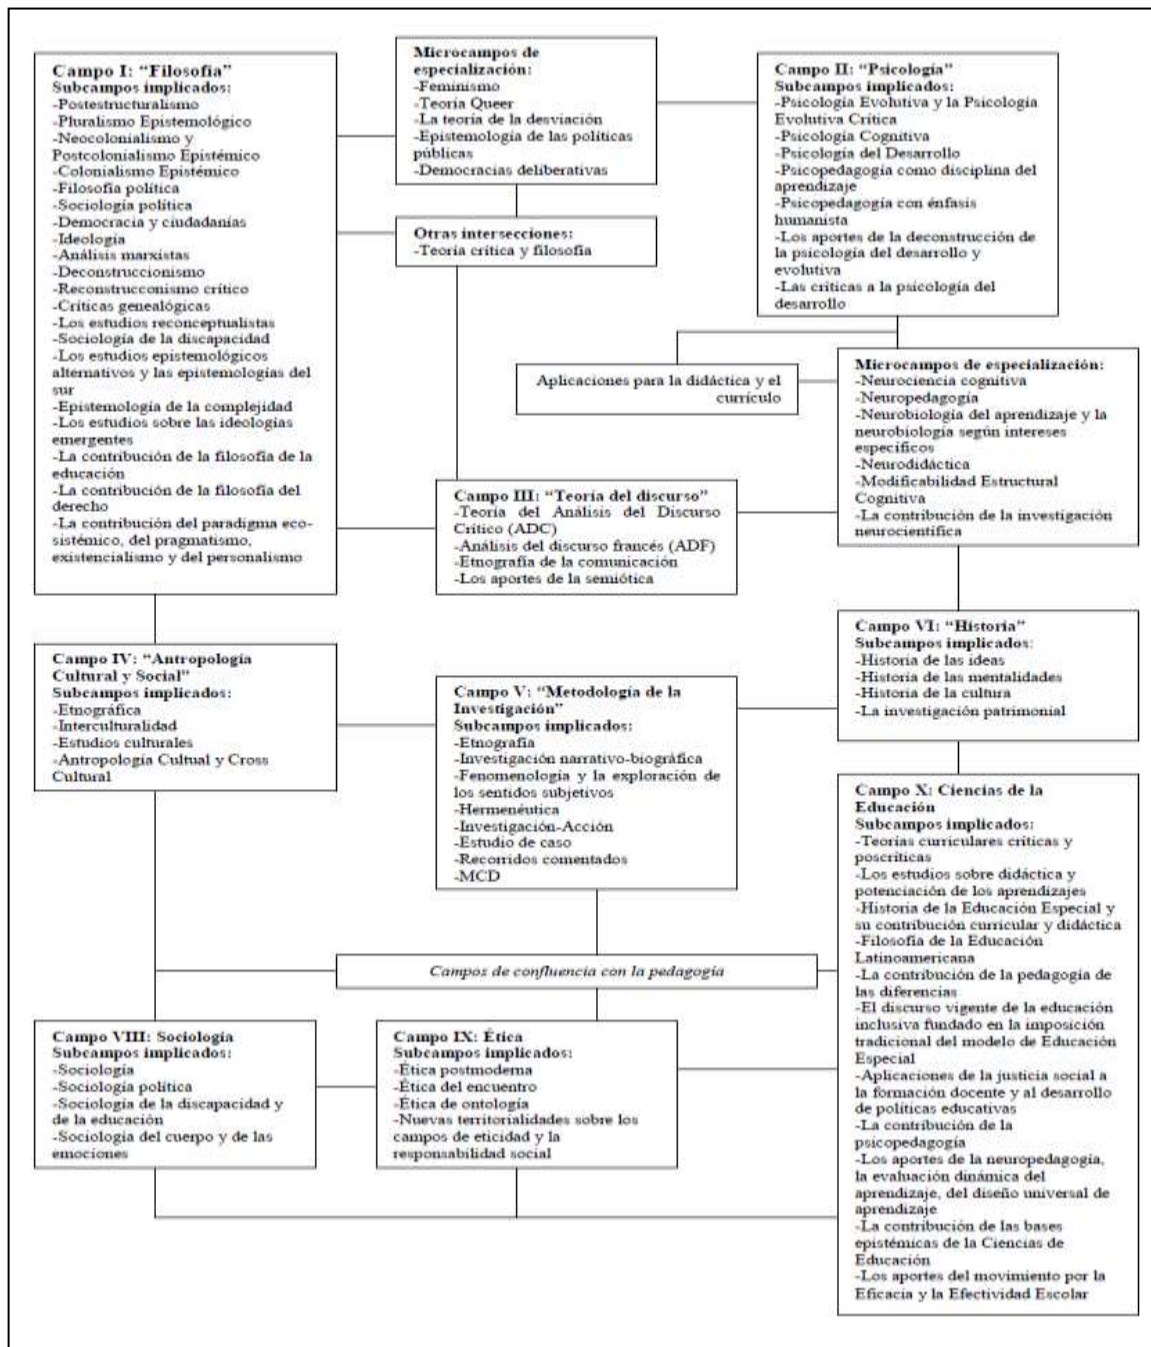 Campo I: “Filosofía”
Subcampos implicados:
-Postestructuralismo
-Pluralismo Epistemológico
-Neocolonialismo y
Postcolonialismo Epistémico
-Colonialismo Epistémico
-Filosofía política
-Sociología política
-Democracia y ciudadanías
-Ideología
-Análisis marxistas
-Deconstruccionismo
-Reconstrucconismo crítico
-Críticas genealógicas
-Los estudios reconceptualistas
-Sociología de la discapacidad
-Los estudios epistemológicos
alternativos y las epistemologías del
sur
-Epistemología de la complejidad
-Los estudios sobre las ideologías
emergentes
-La contribución de la filosofía de la
educación
-La contribución de la filosofía del
derecho
-La contribución del paradigma eco-
sistémico, del pragmatismo,
existencialismo y del personalismo
Microcampos de
especialización:
-Feminismo
-Teoría Queer
-La teoría de la desviación
-Epistemología de las políticas
públicas
-Democracias deliberativas
Otras intersecciones:
-Teoría crítica y filosofía
Campo II: “Psicología”
Subcampos implicados:
-Psicología Evolutiva y la Psicología
Evolutiva Crítica
-Psicología Cognitiva
-Psicología del Desarrollo
-Psicopedagogía como disciplina del
aprendizaje
-Psicopedagogía con énfasis
humanista
-Los aportes de la deconstrucción de
la psicología del desarrollo y
evolutiva
-Las críticas a la psicología del
desarrollo
Aplicaciones para la didáctica y el
currículo
Microcampos de especialización:
-Neurociencia cognitiva
-Neuropedagogía
-Neurobiología del aprendizaje y la
neurobiología según intereses
específicos
-Neurodidáctica
-Modificabilidad Estructural
Cognitiva
-La contribución de la investigación
neurocientífica
Campo III: “Teoría del discurso”
-Teoría del Análisis del Discurso
Crítico (ADC)
-Análisis del discurso francés (ADF)
-Etnografía de la comunicación
-Los aportes de la semiótica
Campo IV: “Antropología
Cultural y Social”
Subcampos implicados:
-Etnográfica
-Interculturalidad
-Estudios culturales
-Antropología Cultual y Cross
Cultural
Campo V: “Metodología de la
Investigación”
Subcampos implicados:
-Etnografía
-Investigación narrativo-biográfica
-Fenomenología y la exploración de
los sentidos subjetivos
-Hermenéutica
-Investigación-Acción
-Estudio de caso
-Recorridos comentados
-MCD
Campo VI: “Historia”
Subcampos implicados:
-Historia de las ideas
-Historia de las mentalidades
-Historia de la cultura
-La investigación patrimonial
Campos de confluencia con la pedagogía
Campo VIII: Sociología
Subcampos implicados:
-Sociología
-Sociología política
-Sociología de la discapacidad y
de la educación
-Sociología del cuerpo y de las
emociones
Campo IX: Ética
Subcampos implicados:
-Ética postmoderna
-Ética del encuentro
-Ética de ontología
-Nuevas territorialidades sobre los
campos de eticidad y la
responsabilidad social
Campo X: Ciencias de la
Educación
Subcampos implicados:
-Teorías curriculares críticas y
poscríticas
-Los estudios sobre didáctica y
potenciación de los aprendizajes
-Historia de la Educación Especial y
su contribución curricular y didáctica
-Filosofía de la Educación
Latinoamericana
-La contribución de la pedagogía de
las diferencias
-El discurso vigente de la educación
inclusiva fundado en la imposición
tradicional del modelo de Educación
Especial
-Aplicaciones de la justicia social a
la formación docente y al desarrollo
de políticas educativas
-La contribución de la
psicopedagogía
-Los aportes de la neuropedagogía,
la evaluación dinámica del
aprendizaje, del diseño universal de
aprendizaje
-La contribución de las bases
epistémicas de la Ciencias de
Educación
-Los aportes del movimiento por la
Eficacia y la Efectividad Escolar